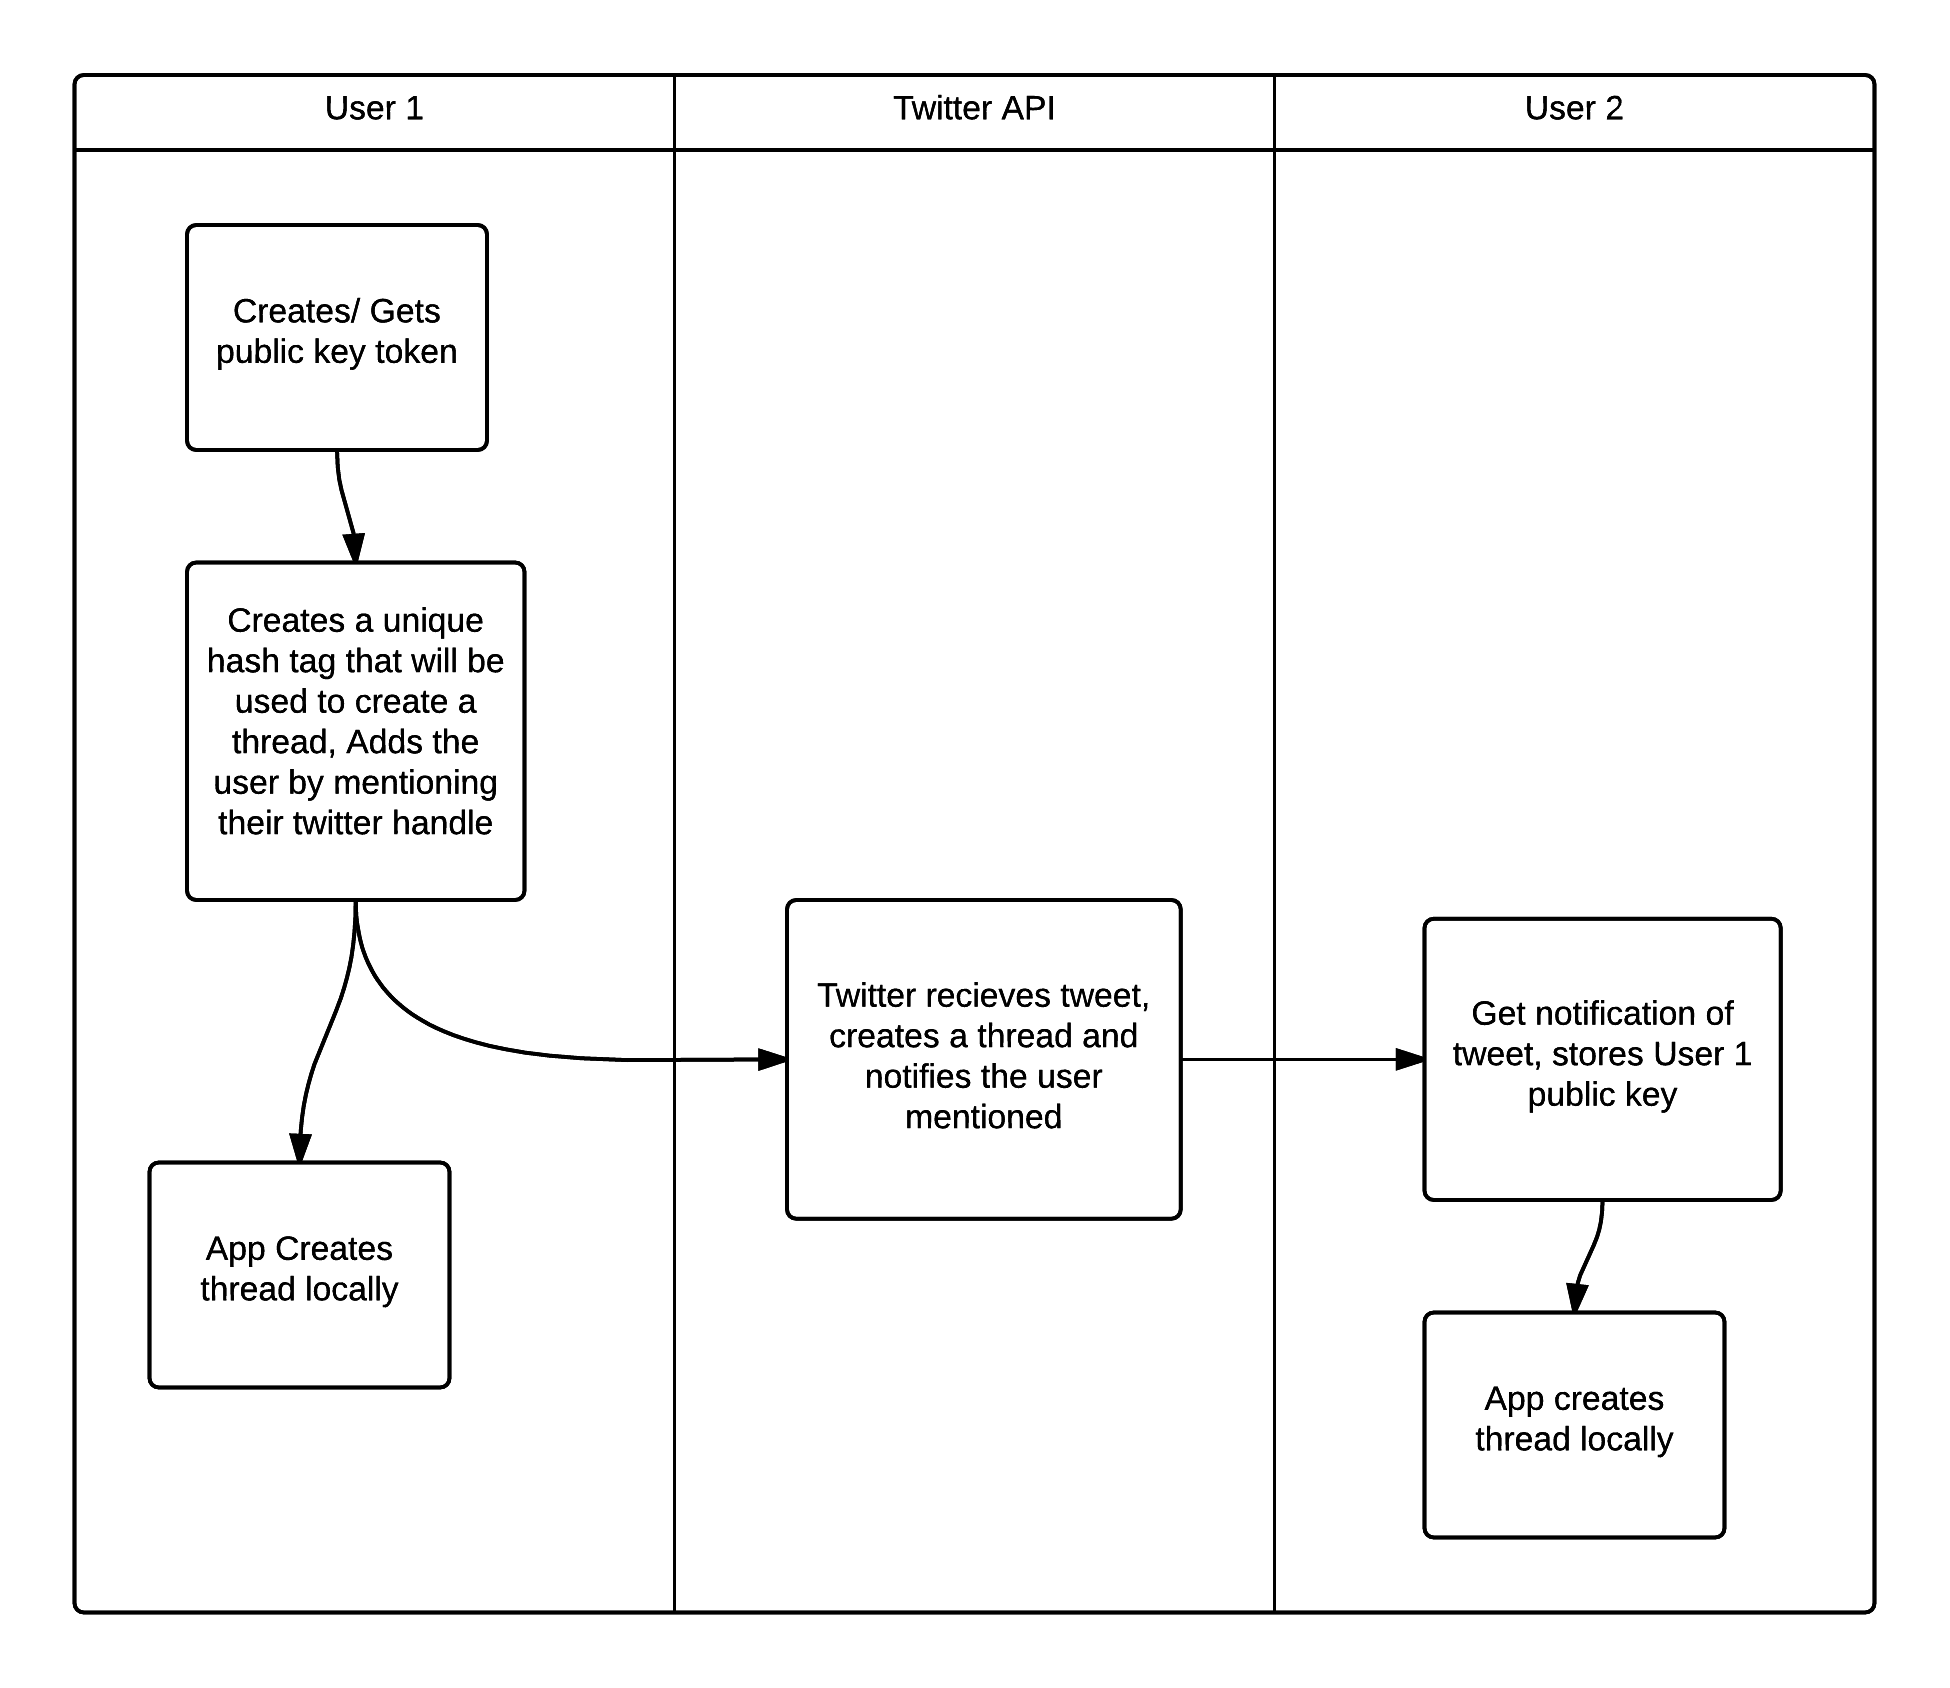 User 1
Twitter API
User 2
Creates/ Gets
public key token
Creates a unique
hash tag that will be
used to create a
thread, Adds the
user by mentioning
their twitter handle
App Creates
thread locally
Twitter recieves tweet,
creates a thread and
notifies the user
mentioned
Get notification of
tweet, stores User 1
public key
App creates
thread locally